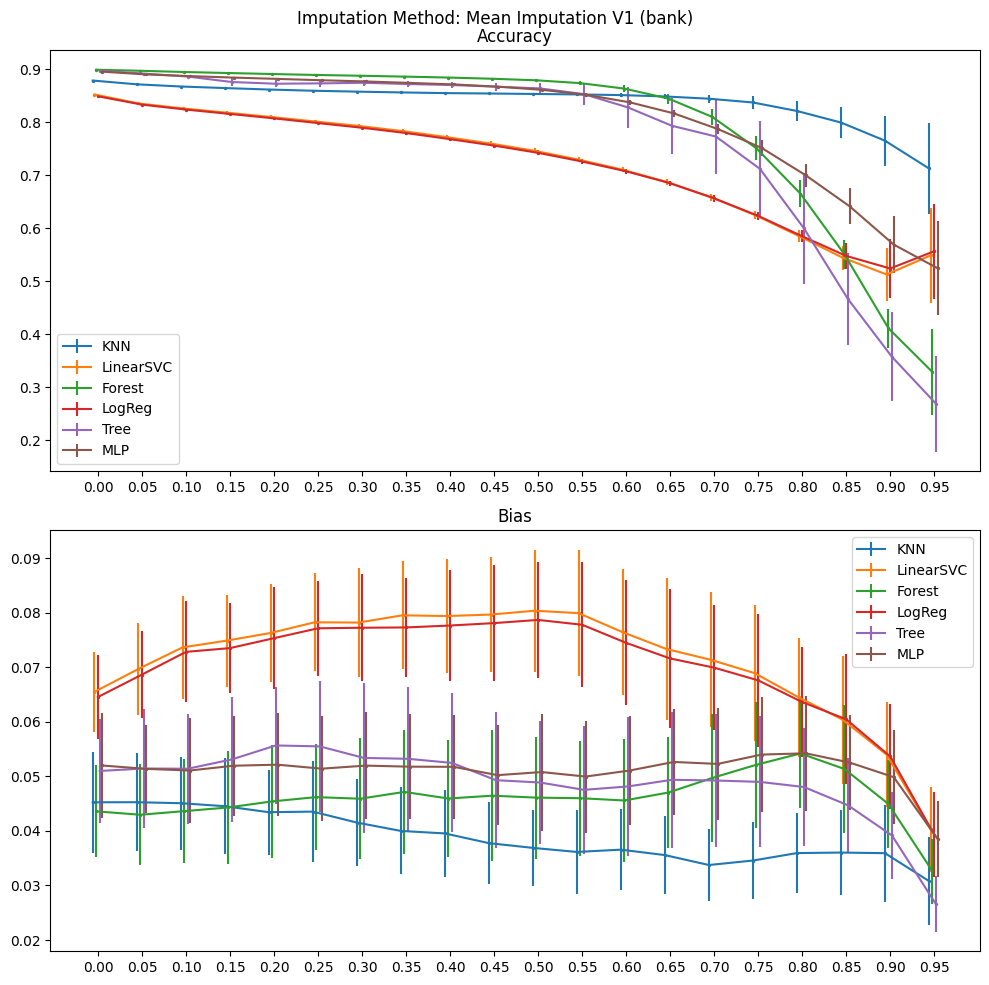 Imputation Method: Mean Imputation V1 (bank)
Accuracy
0.9
0.8
0.7
0.6
0.5
0.4
0.3
0.2
KNN
LinearSVC
Forest
LogReg
Tree
MLP
0.00 0.05 0.10 0.15 0.20 0.25 0.30 0.35 0.40 0.45 0.50 0.55 0.60 0.65 0.70 0.75 0.80 0.85 0.90 0.95
Bias
0.09
0.08
0.07
0.06
0.05
0.04
0.03
0.02
KNN
LinearSVC
Forest
LogReg
Tree
MLP
0.00 0.05 0.10 0.15 0.20 0.25 0.30 0.35 0.40 0.45 0.50 0.55 0.60 0.65 0.70 0.75 0.80 0.85 0.90 0.95